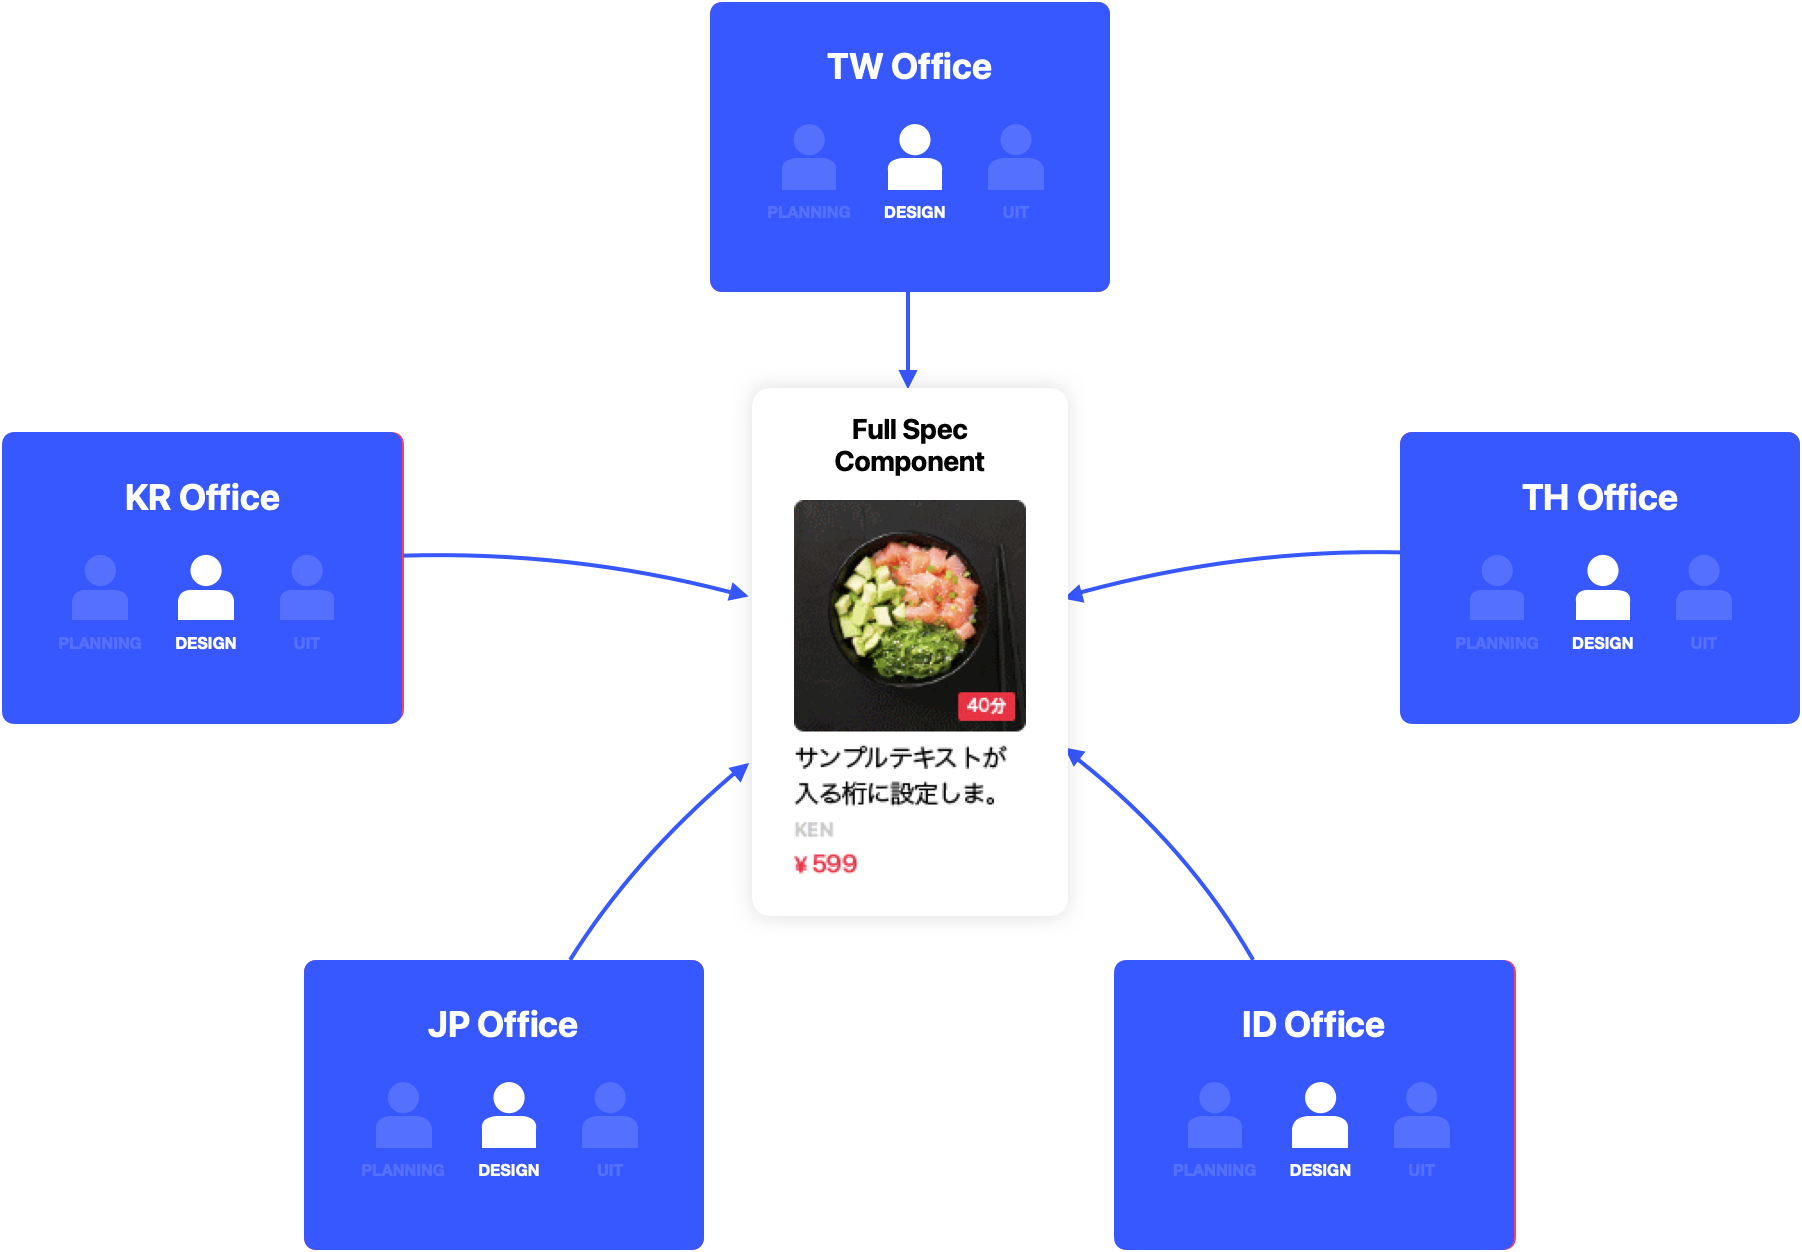 TW Office
PLANNING
DESIGN
UIT
Full Spec
Component
40分
サンプルテキストが
入る桁に設定しま。
KEN
¥ 599
KR Office
PLANNING
DESIGN
UIT
TH Office
PLANNING
DESIGN
UIT
JP Office
PLANNING
DESIGN
UIT
ID Office
PLANNING
DESIGN
UIT